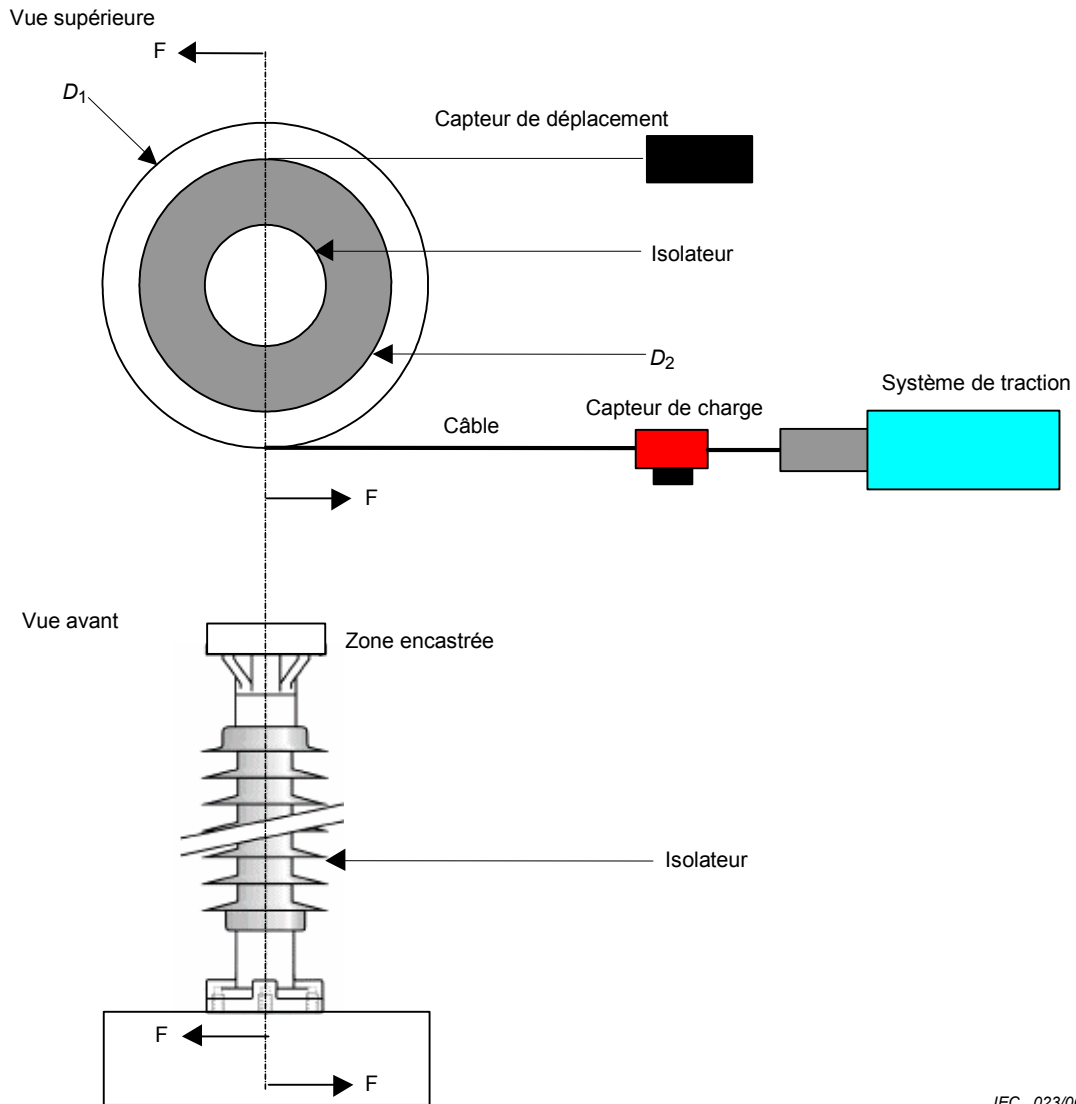 Vue supérieure
F
D1
Capteur de déplacement
Isolateur
D2
Système de traction
Capteur de charge
Câble
F
Vue avant
Zone encastrée
Isolateur
F
F